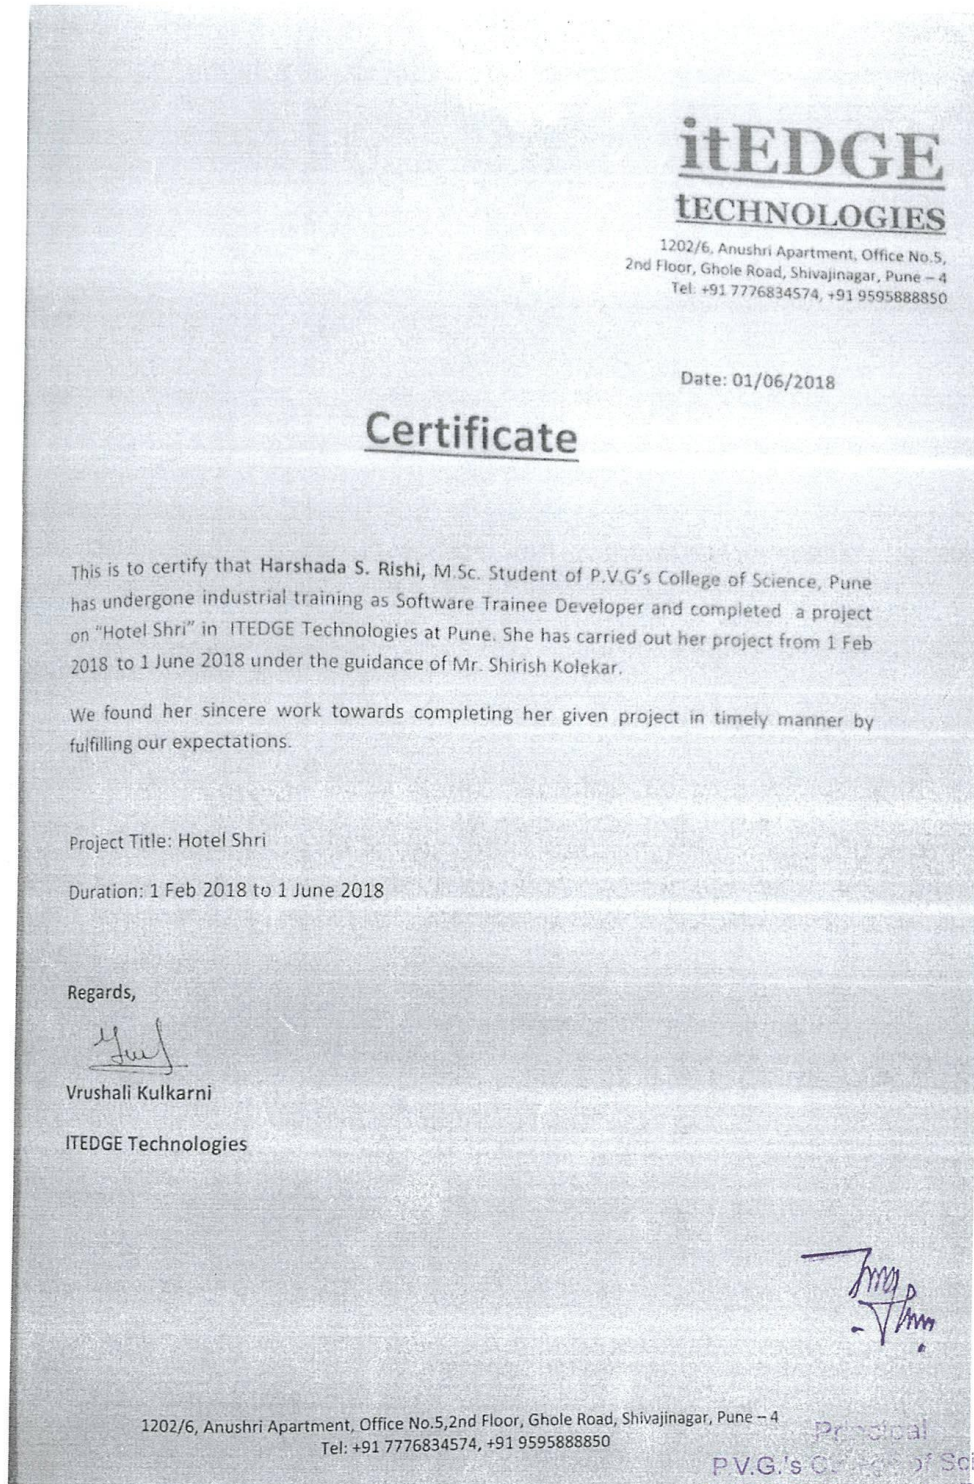 itEDGE
tECHNOLOGIES
1202/6, Anushri Apartment, Office No.5,
2nd Floor, Ghole Road, Shivajinagar, Pune – 4
Tel: +91 7776834574, +91 9595888850
Date: 01/06/2018
Certificate
This is to certify that Harshada S. Rishi, M.Sc. Student of P.V.G's College of Science, Pune
has undergone industrial training as Software Trainee Developer and completed a project
on "Hotel Shri" in ITEDGE Technologies at Pune. She has carried out her project from 1 Feb
2018 to 1 June 2018 under the guidance of Mr. Shirish Kolekar.
We found her sincere work towards completing her given project in timely manner by
fulfilling our expectations.
Project Title: Hotel Shri
Duration: 1 Feb 2018 to 1 June 2018
Regards,
Vrushali Kulkarni
ITEDGE Technologies
1202/6, Anushri Apartment, Office No.5,2nd Floor, Ghole Road, Shivajinagar, Pune – 4
Tel: +91 7776834574, +91 9595888850
Principal
P.V.G.'s College of Sci